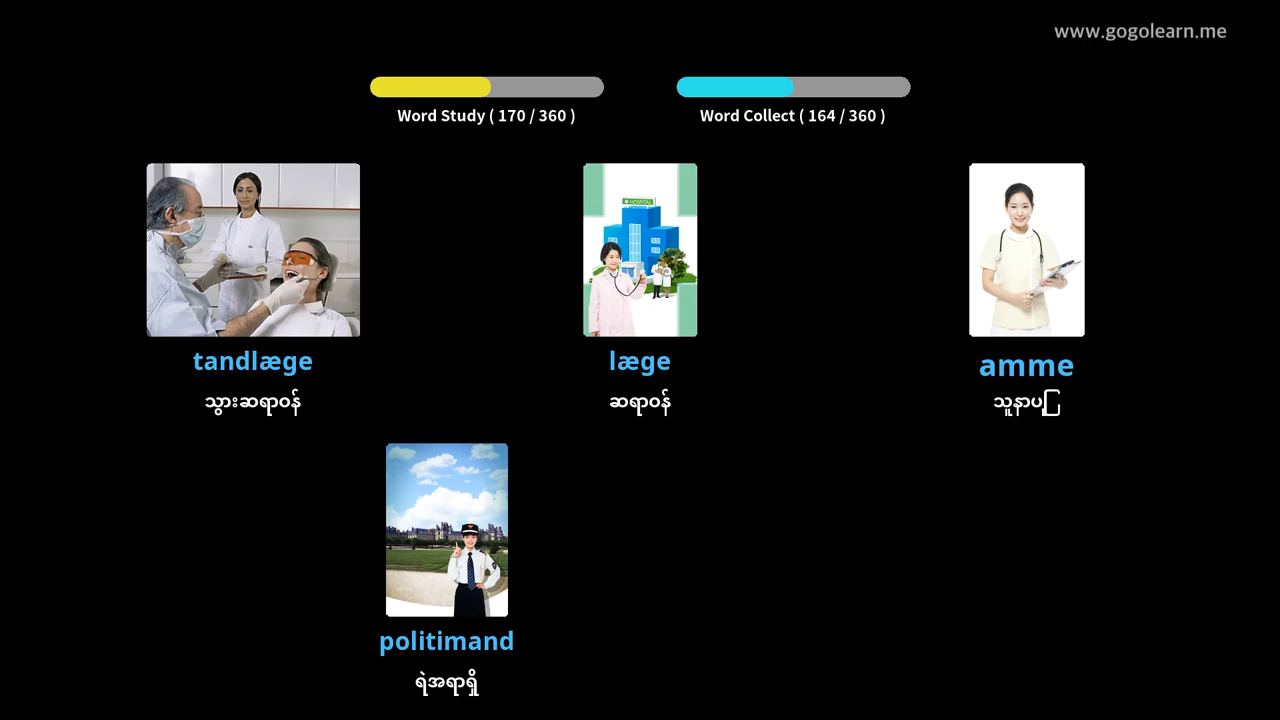 www.gogolearn.me
Word Study ( 170 / 360 )
Word Collect ( 164 / 360 )
HOSPITAL
tandlæge
læge
amme
သွားဆရာဝန်
ဆရာဝန်
သူနာပြု
politimand
ရဲအရာရှိ